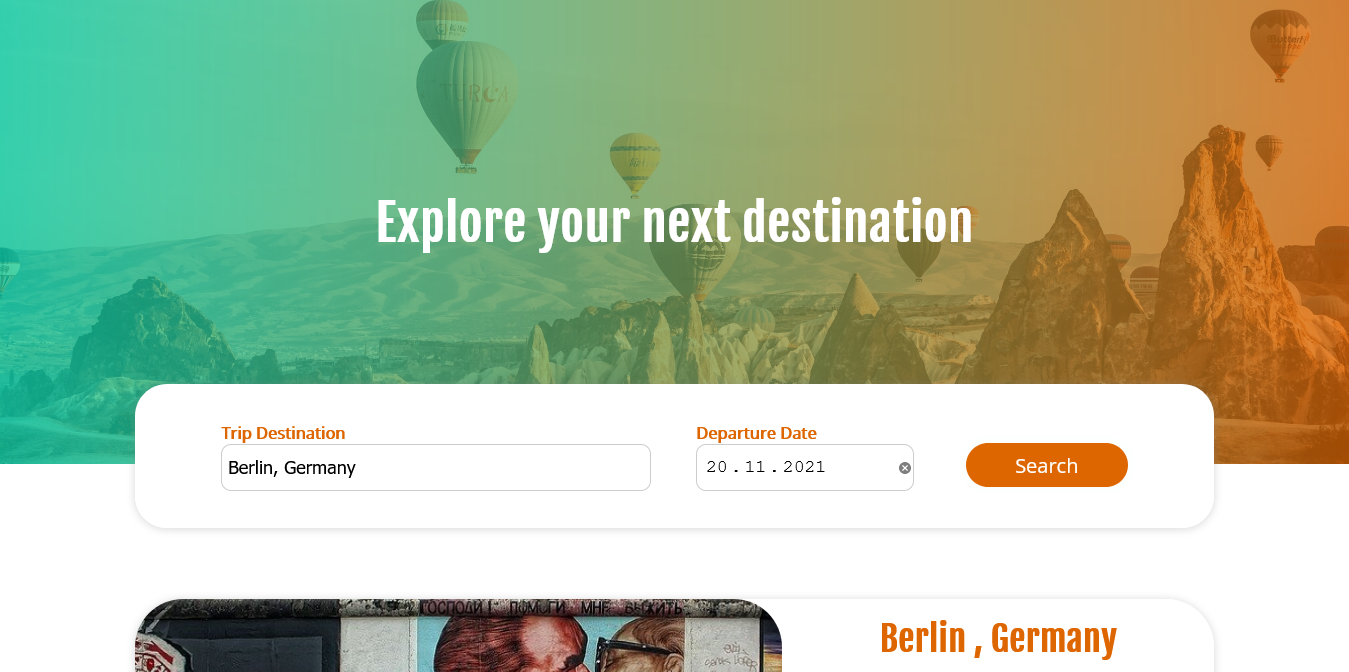 TURCA
Explore your next destination
Trip Destination
Departure Date
Berlin, Germany
20.11.2021
Search
ГОСПОДИ! ПОМОГИ МНЕ ВЫЖИТЬ
Berlin , Germany